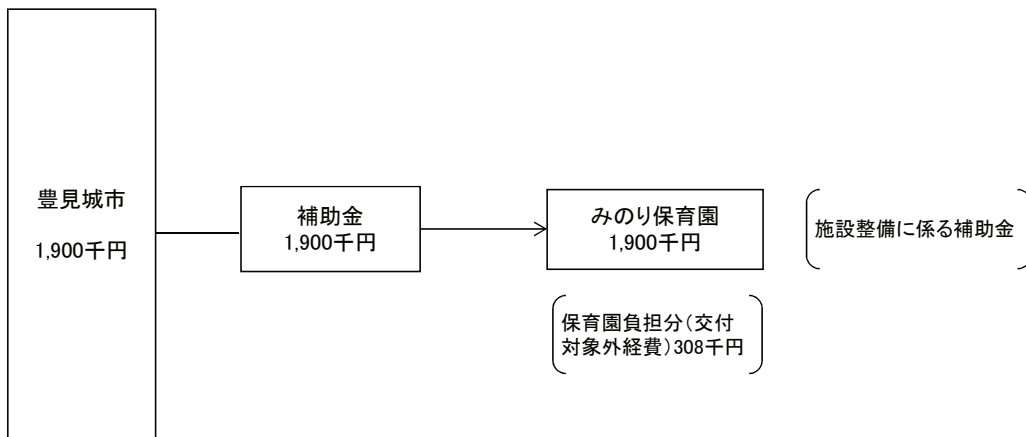 豊見城市
1,900千円
補助金
1,900千円
みのり保育園
1,900千円
施設整備に係る補助金
保育園負担分(交付
対象外経費)308千円